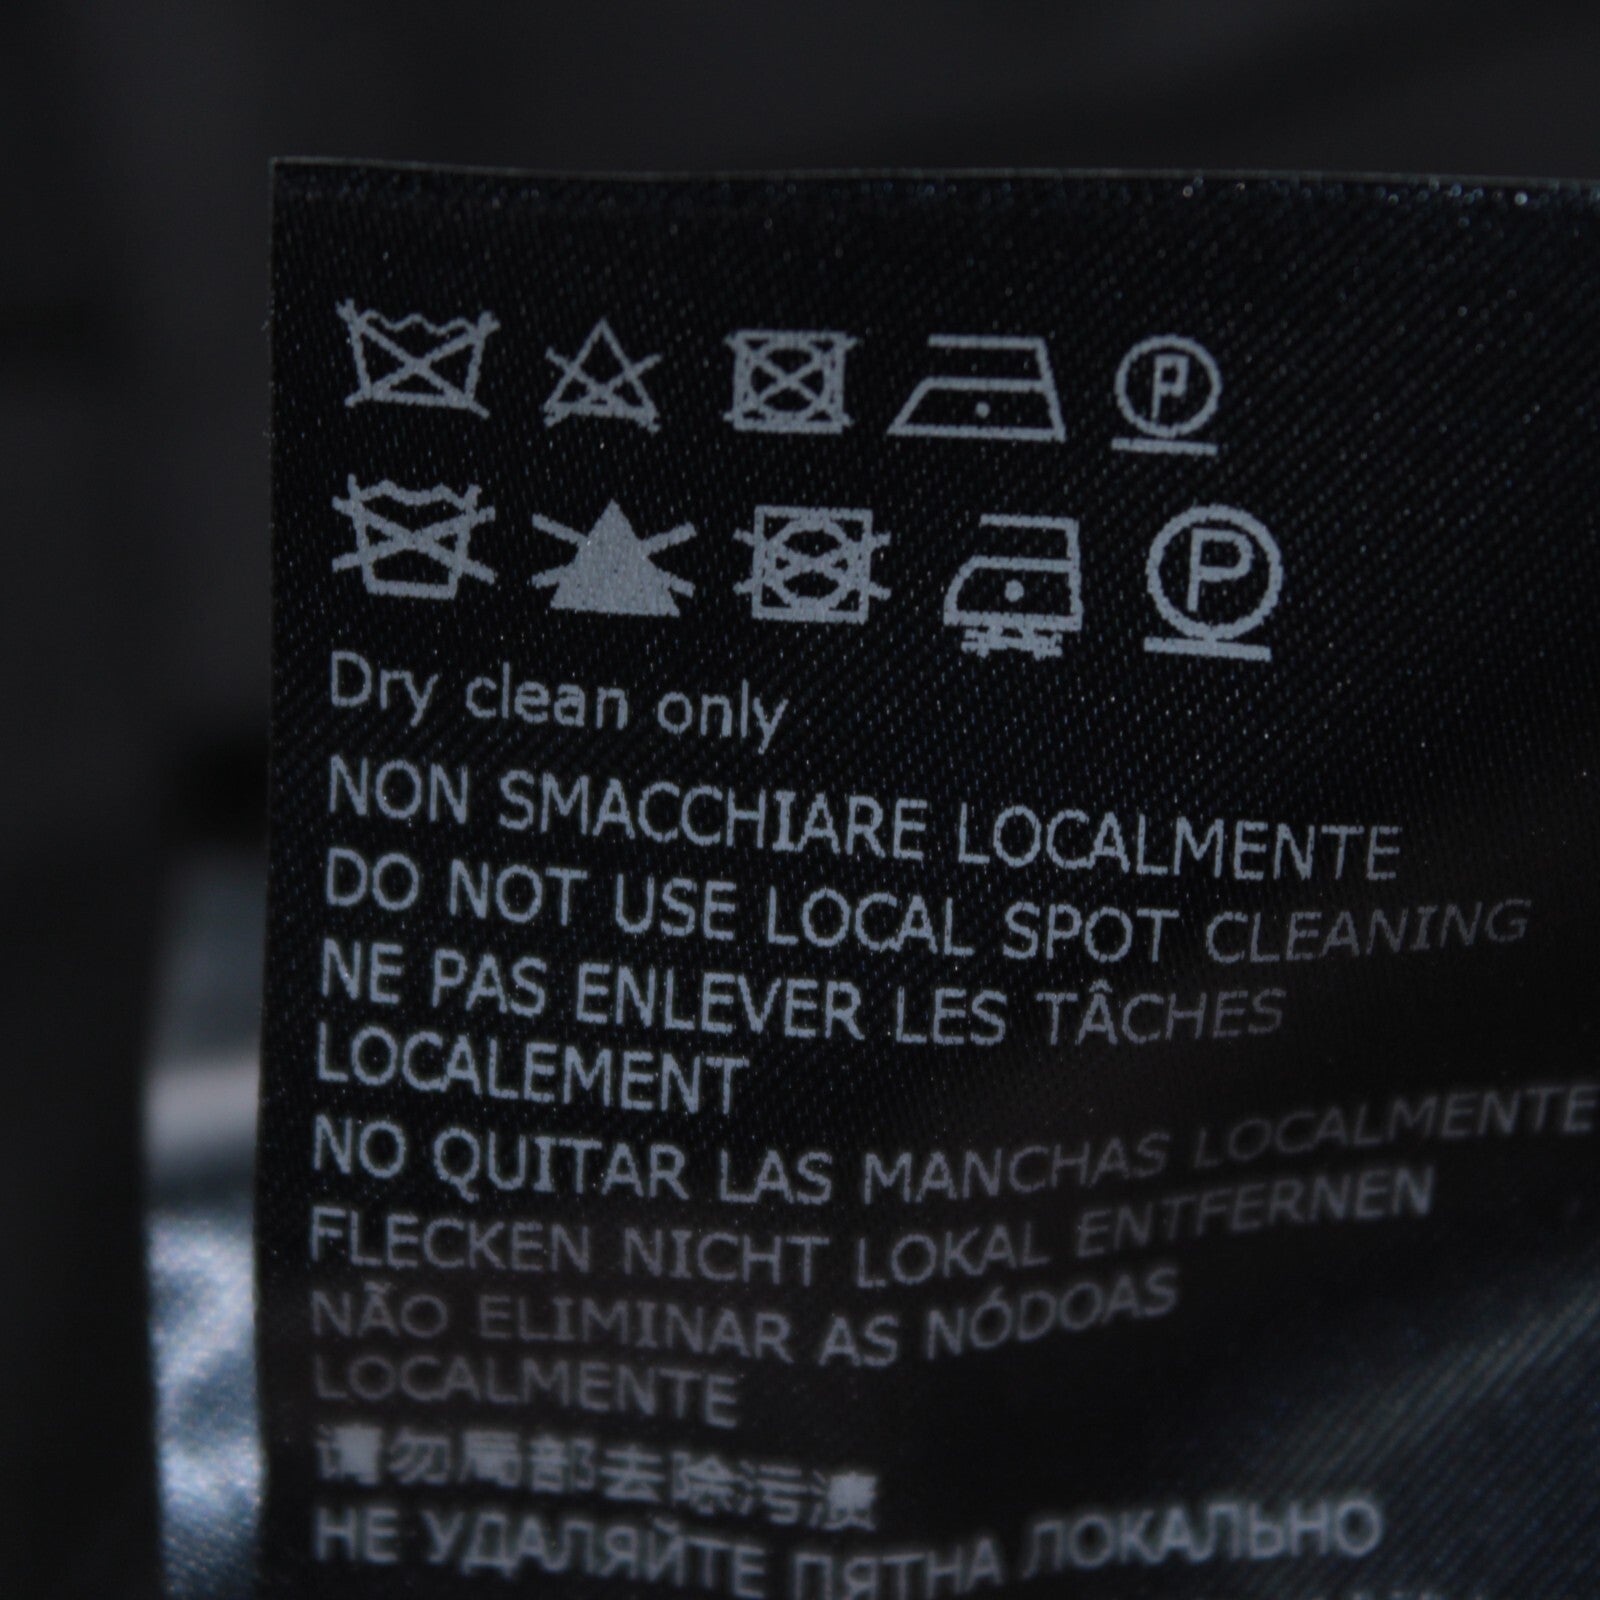 P
P
Dry clean only
NON SMACCHIARE LOCALMENTE
DO NOT USE LOCAL SPOT CLEANING
NE PAS ENLEVER LES TÂCHES
LOCALEMENT
NO QUITAR LAS MANCHAS LOCALMENTE
FLECKEN NICHT LOKAL ENTFERNEN
NÃO ELIMINAR AS NÓDOAS
LOCALMENTE
请勿局部去除污渍
НЕ УДАЛЯЙТЕ ПЯТНА ЛОКАЛЬНО